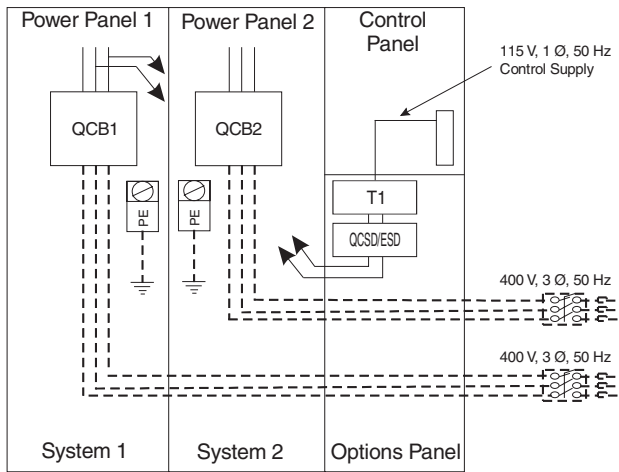 Power Panel 1
Power Panel 2
Control
Panel
115 V, 1 Ø, 50 Hz
Control Supply
QCB1
QCB2
T1
PE
PE
QCSD/ESD
400 V, 3 Ø, 50 Hz
400 V, 3 Ø, 50 Hz
System 1
System 2
Options Panel